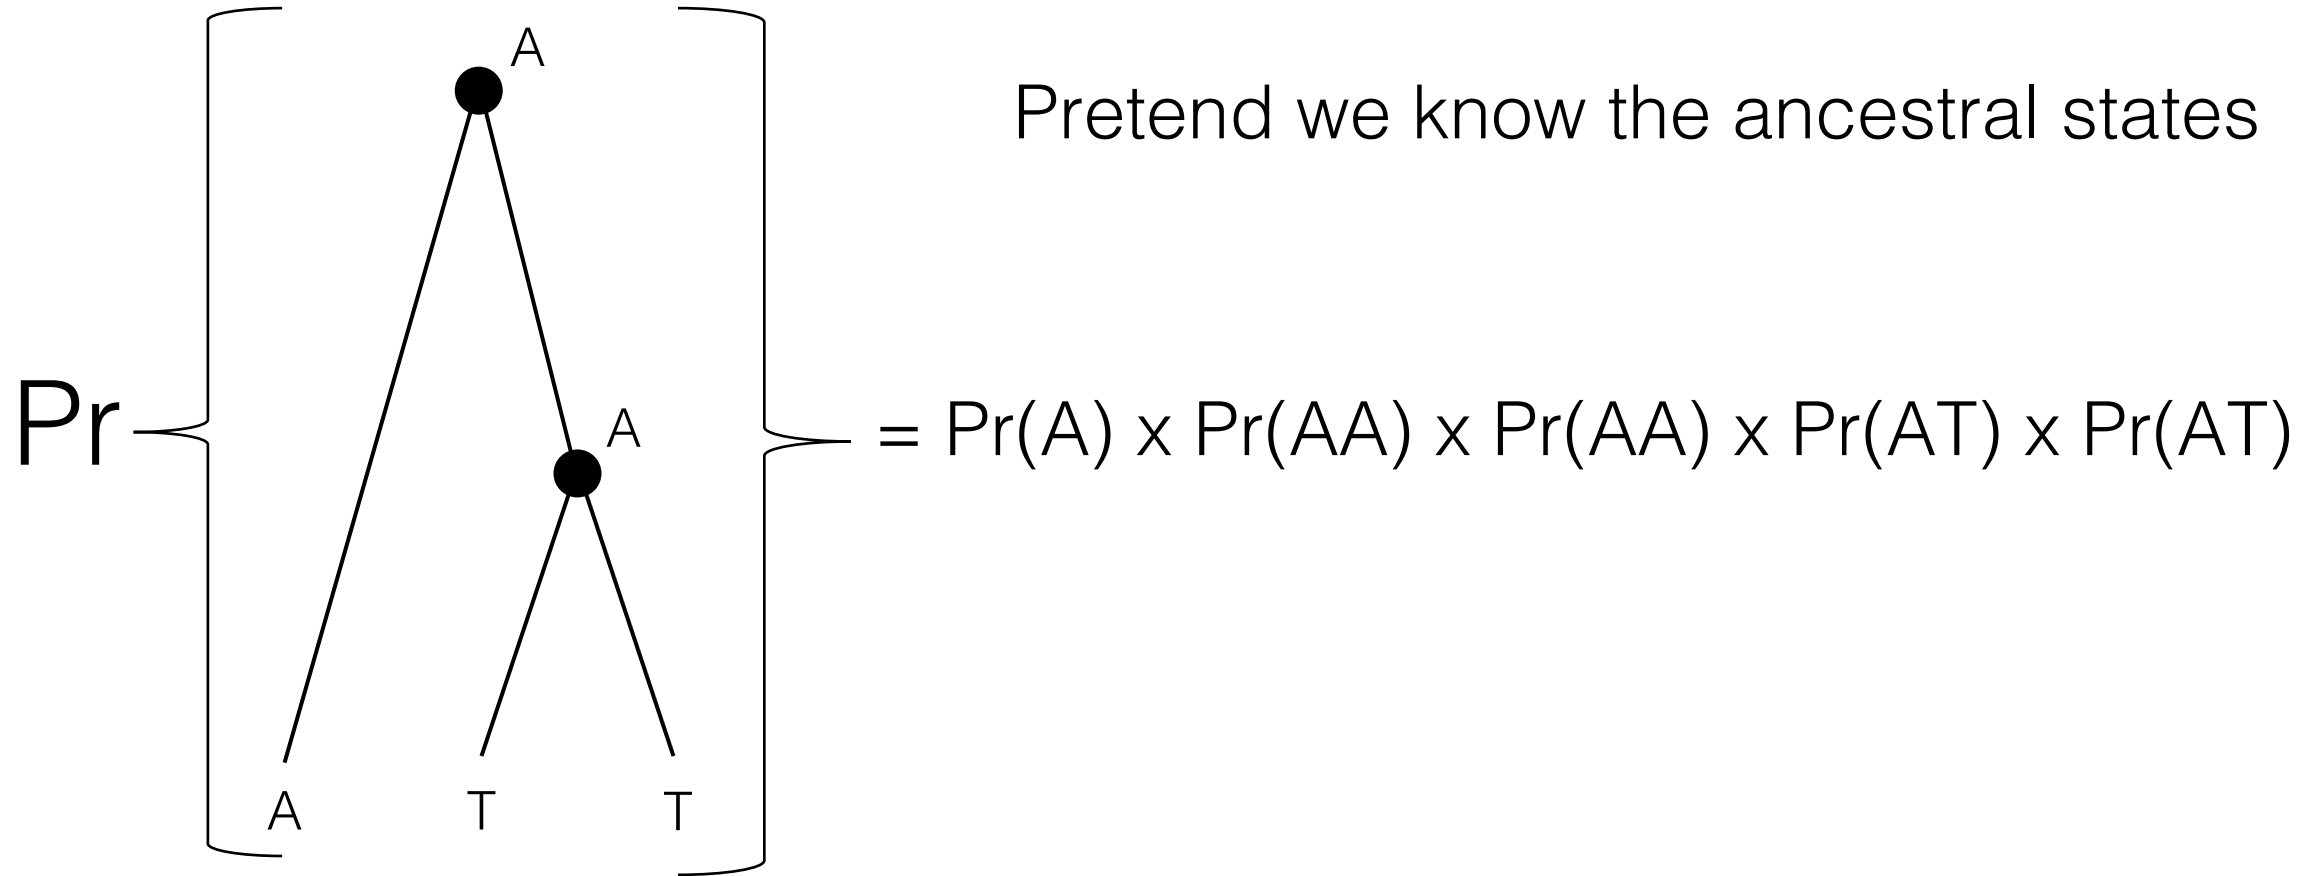 A
Pretend we know the ancestral states
Pr
A
= Pr(A) x Pr(AA) x Pr(AA) x Pr(AT) x Pr(AT)
A T T